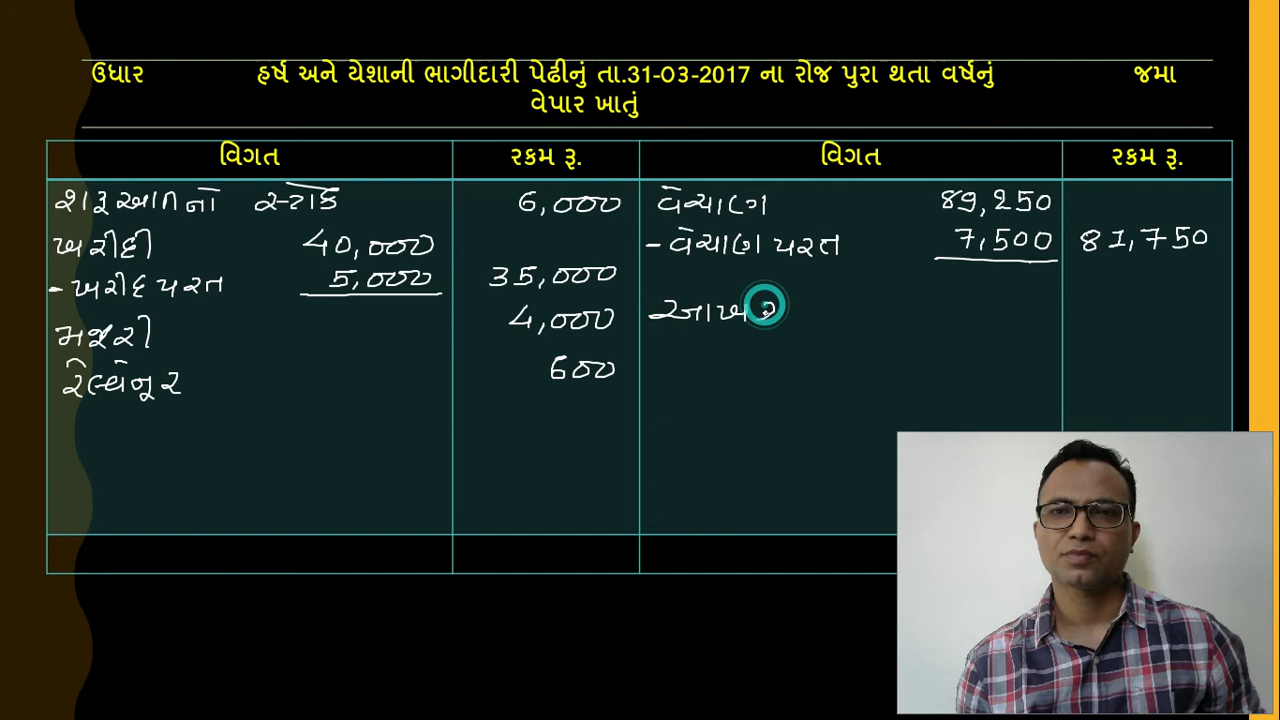 ઉધાર હર્ષ અને યેશાની ભાગીદારી પેઢીનું તા.31-03-2017 ના રોજ પુરા થતા વર્ષનું જમા
વેપાર ખાતું
વિગત રકમ રૂ. વિગત રકમ રૂ.
શરૂઆતનો સ્ટોક 6,000 વેચાણ 89,250
ખરીદી 40,000 - વેચાણ પરત 7,500 81,750
- ખરીદ પરત 5,000 35,000
મજૂરી 4,000 આખર
રેલ્વેનૂર 600